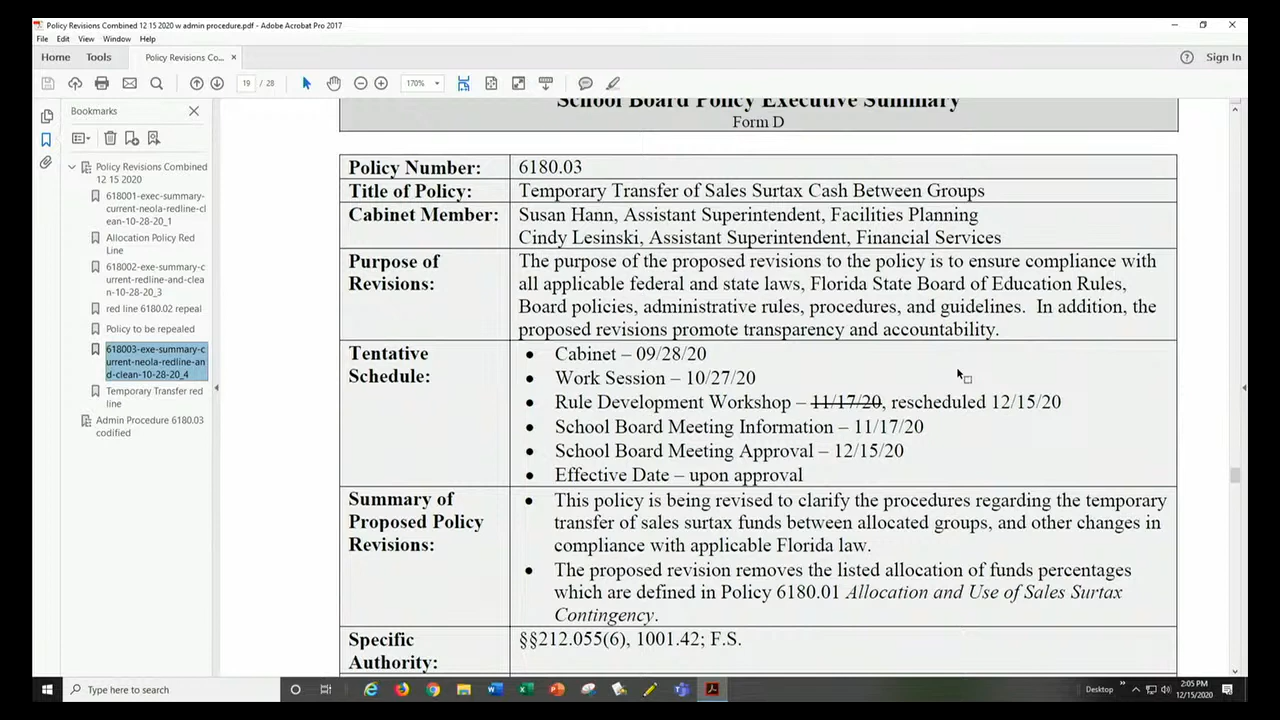 Policy Revisions Combined 12 15 2020 w admin procedure.pdf - Adobe Acrobat Pro 2017
File Edit View Window Help
Home Tools Policy Revisions Co... ×
Sign In
19 / 28
170%
Bookmarks
Policy Revisions Combined
12 15 2020
618001-exec-summary-
current-neola-redline-cl
ean-10-28-20_1
Allocation Policy Red
Line
618002-exe-summary-c
urrent-redline-and-clea
n-10-28-20_3
red line 6180.02 repeal
Policy to be repealed
618003-exe-summary-c
urrent-neola-redline-an
d-clean-10-28-20_4
Temporary Transfer red
line
Admin Procedure 6180.03
codified
School Board Policy Executive Summary
Form D
Policy Number: 6180.03
Title of Policy: Temporary Transfer of Sales Surtax Cash Between Groups
Cabinet Member: Susan Hann, Assistant Superintendent, Facilities Planning
Cindy Lesinski, Assistant Superintendent, Financial Services
Purpose of Revisions: The purpose of the proposed revisions to the policy is to ensure compliance with
all applicable federal and state laws, Florida State Board of Education Rules,
Board policies, administrative rules, procedures, and guidelines. In addition, the
proposed revisions promote transparency and accountability.
Tentative Schedule:
• Cabinet – 09/28/20
• Work Session – 10/27/20
• Rule Development Workshop – 11/17/20, rescheduled 12/15/20
• School Board Meeting Information – 11/17/20
• School Board Meeting Approval – 12/15/20
• Effective Date – upon approval
Summary of Proposed Policy Revisions:
• This policy is being revised to clarify the procedures regarding the temporary
transfer of sales surtax funds between allocated groups, and other changes in
compliance with applicable Florida law.
• The proposed revision removes the listed allocation of funds percentages
which are defined in Policy 6180.01 Allocation and Use of Sales Surtax
Contingency.
Specific Authority: §§212.055(6), 1001.42; F.S.
Type here to search
Desktop
2:05 PM
12/15/2020